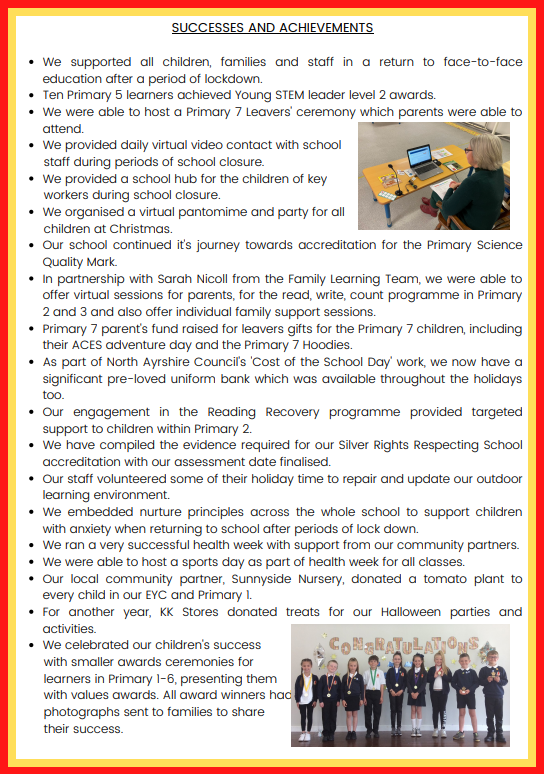 SUCCESSES AND ACHIEVEMENTS
• We supported all children, families and staff in a return to face-to-face
education after a period of lockdown.
• Ten Primary 5 learners achieved Young STEM leader level 2 awards.
• We were able to host a Primary 7 Leavers' ceremony which parents were able to
attend.
• We provided daily virtual video contact with school
staff during periods of school closure.
• We provided a school hub for the children of key
workers during school closure.
• We organised a virtual pantomime and party for all
children at Christmas.
• Our school continued it's journey towards accreditation for the Primary Science
Quality Mark.
• In partnership with Sarah Nicoll from the Family Learning Team, we were able to
offer virtual sessions for parents, for the read, write, count programme in Primary
2 and 3 and also offer individual family support sessions.
• Primary 7 parent's fund raised for leavers gifts for the Primary 7 children, including
their ACES adventure day and the Primary 7 Hoodies.
• As part of North Ayrshire Council's 'Cost of the School Day' work, we now have a
significant pre-loved uniform bank which was available throughout the holidays
too.
• Our engagement in the Reading Recovery programme provided targeted
support to children within Primary 2.
• We have compiled the evidence required for our Silver Rights Respecting School
accreditation with our assessment date finalised.
• Our staff volunteered some of their holiday time to repair and update our outdoor
learning environment.
• We embedded nurture principles across the whole school to support children
with anxiety when returning to school after periods of lock down.
• We ran a very successful health week with support from our community partners.
• We were able to host a sports day as part of health week for all classes.
• Our local community partner, Sunnyside Nursery, donated a tomato plant to
every child in our EYC and Primary 1.
• For another year, KK Stores donated treats for our Halloween parties and
activities.
• We celebrated our children's success
with smaller awards ceremonies for
learners in Primary 1-6, presenting them
with values awards. All award winners had
photographs sent to families to share
their success.
CONGRATULATIONS